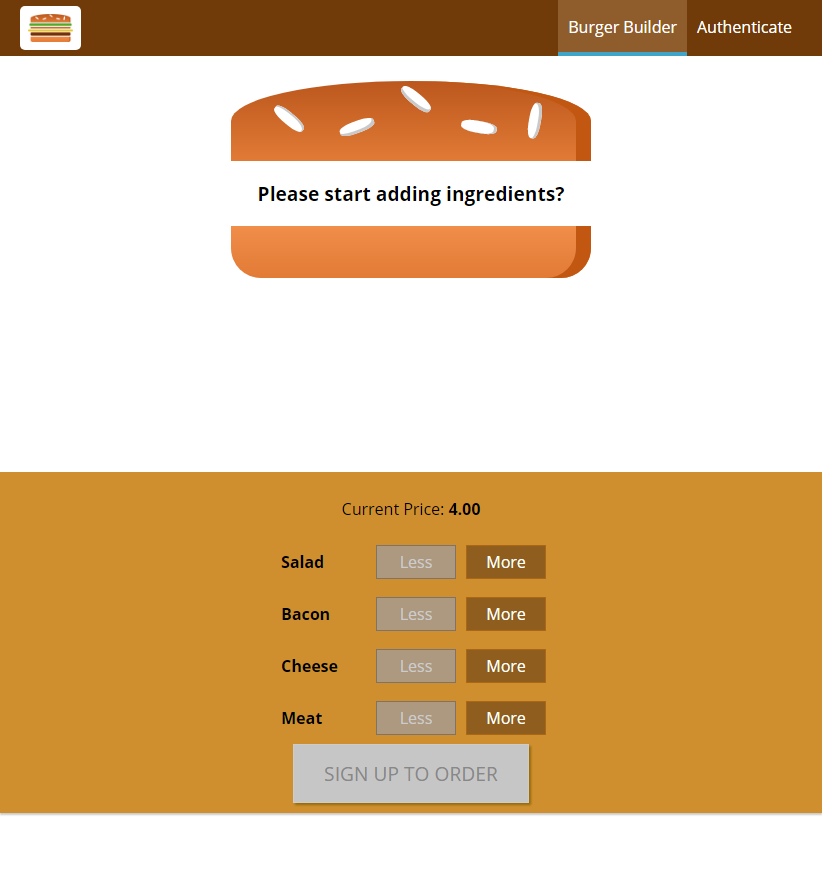 Burger Builder Authenticate
Please start adding ingredients?
Current Price: 4.00
Salad Less More
Bacon Less More
Cheese Less More
Meat Less More
SIGN UP TO ORDER